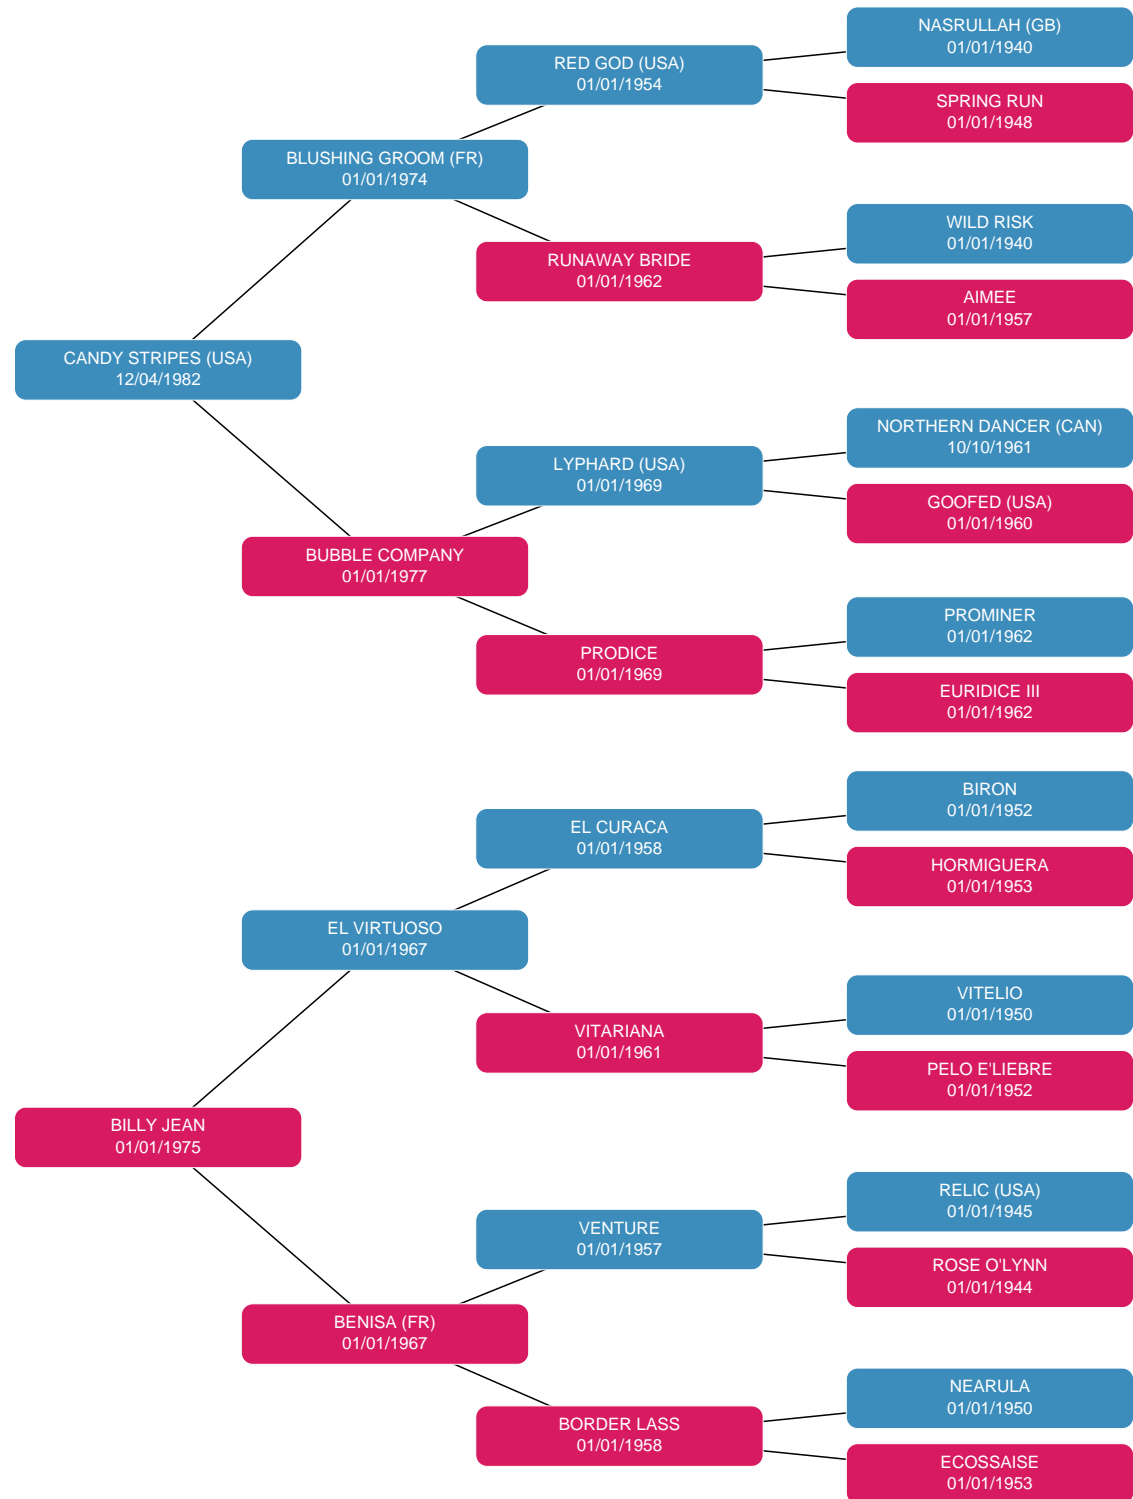 NASRULLAH (GB)
01/01/1940
RED GOD (USA)
01/01/1954
SPRING RUN
01/01/1948
BLUSHING GROOM (FR)
01/01/1974
WILD RISK
01/01/1940
RUNAWAY BRIDE
01/01/1962
AIMEE
01/01/1957
CANDY STRIPES (USA)
12/04/1982
NORTHERN DANCER (CAN)
10/10/1961
LYPHARD (USA)
01/01/1969
GOOFED (USA)
01/01/1960
BUBBLE COMPANY
01/01/1977
PROMINER
01/01/1962
PRODICE
01/01/1969
EURIDICE III
01/01/1962
BIRON
01/01/1952
EL CURACA
01/01/1958
HORMIGUERA
01/01/1953
EL VIRTUOSO
01/01/1967
VITELIO
01/01/1950
VITARIANA
01/01/1961
PELO E'LIEBRE
01/01/1952
BILLY JEAN
01/01/1975
RELIC (USA)
01/01/1945
VENTURE
01/01/1957
ROSE O'LYNN
01/01/1944
BENISA (FR)
01/01/1967
NEARULA
01/01/1950
BORDER LASS
01/01/1958
ECOSSAISE
01/01/1953